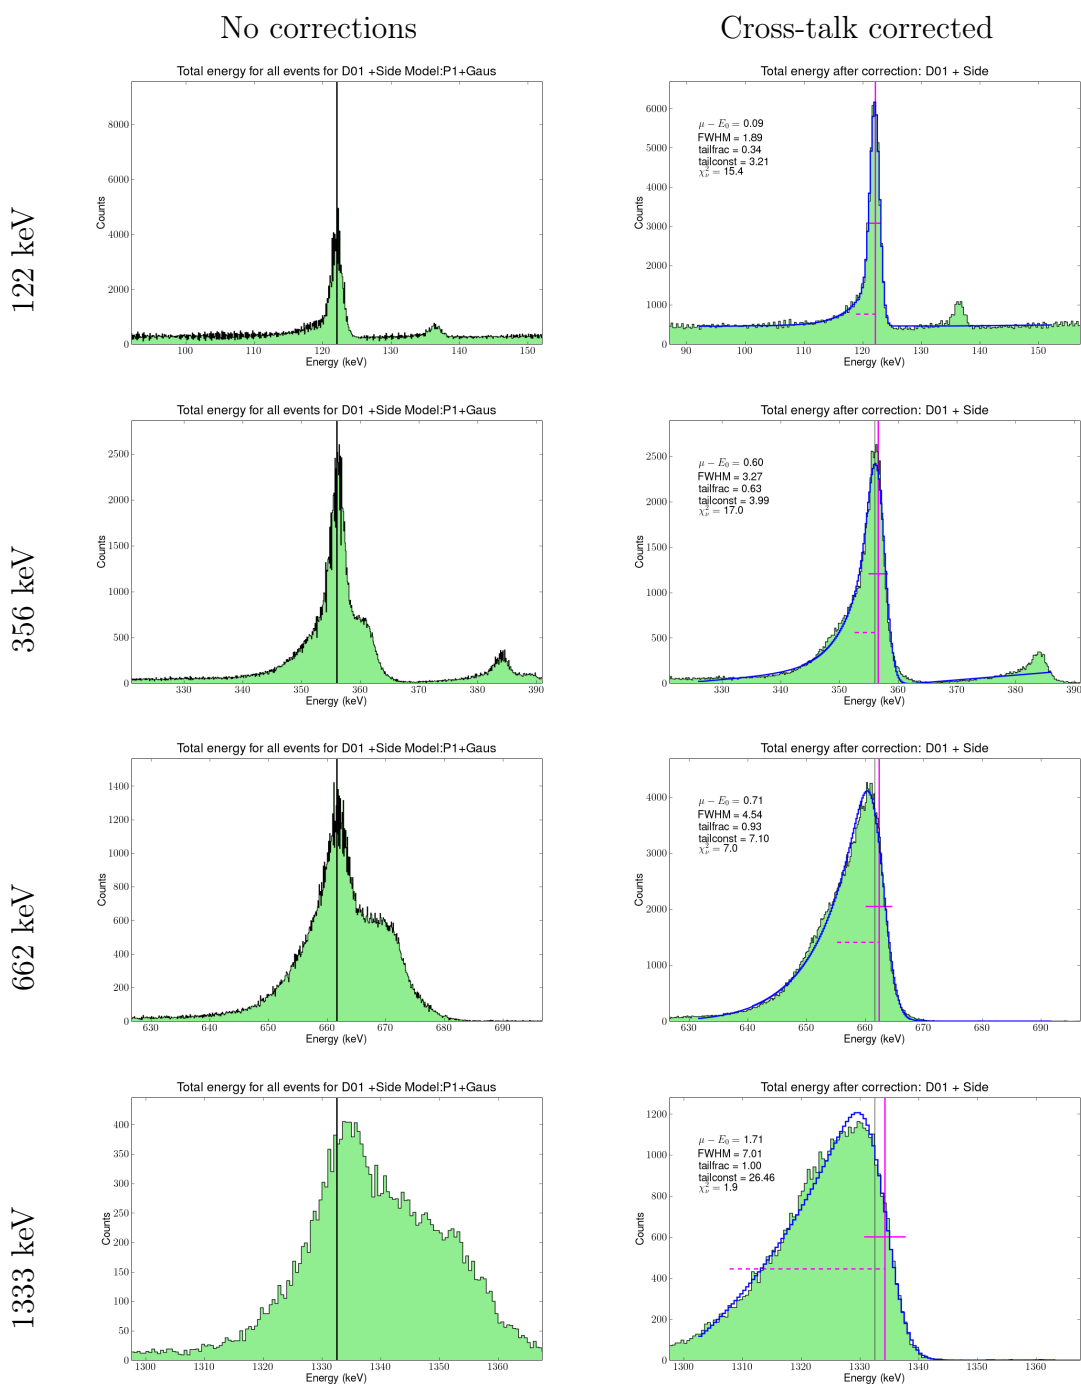 No corrections
Cross-talk corrected
122 keV
Total energy for all events for D01 +Side Model:P1+Gaus
Counts
8000
6000
4000
2000
0
100 110 120 130 140 150
Energy (keV)
Total energy after correction: D01 + Side
μ − E₀ = 0.09
FWHM = 1.89
tailfrac = 0.34
tailconst = 3.21
χ²ᵥ = 15.4
Counts
6000
5000
4000
3000
2000
1000
0
90 100 110 120 130 140 150
Energy (keV)
356 keV
Total energy for all events for D01 +Side Model:P1+Gaus
Counts
2500
2000
1500
1000
500
0
330 340 350 360 370 380 390
Energy (keV)
Total energy after correction: D01 + Side
μ − E₀ = 0.60
FWHM = 3.27
tailfrac = 0.63
tailconst = 3.99
χ²ᵥ = 17.0
Counts
2500
2000
1500
1000
500
0
330 340 350 360 370 380 390
Energy (keV)
662 keV
Total energy for all events for D01 +Side Model:P1+Gaus
Counts
1400
1200
1000
800
600
400
200
0
630 640 650 660 670 680 690
Energy (keV)
Total energy after correction: D01 + Side
μ − E₀ = 0.71
FWHM = 4.54
tailfrac = 0.93
tailconst = 7.10
χ²ᵥ = 7.0
Counts
4000
3000
2000
1000
0
630 640 650 660 670 680 690
Energy (keV)
1333 keV
Total energy for all events for D01 +Side Model:P1+Gaus
Counts
400
350
300
250
200
150
100
50
0
1300 1310 1320 1330 1340 1350 1360
Energy (keV)
Total energy after correction: D01 + Side
μ − E₀ = 1.71
FWHM = 7.01
tailfrac = 1.00
tailconst = 26.46
χ²ᵥ = 1.9
Counts
1200
1000
800
600
400
200
0
1300 1310 1320 1330 1340 1350 1360
Energy (keV)